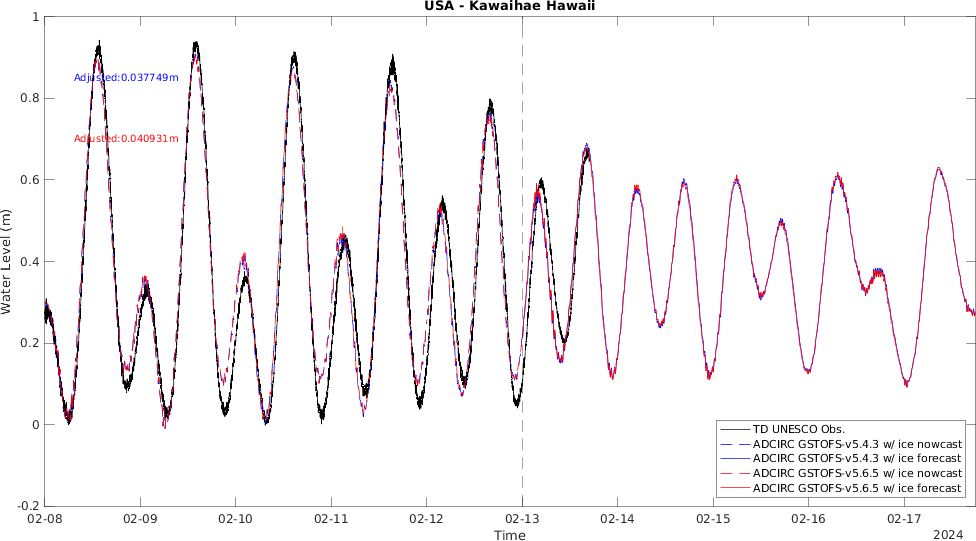 USA - Kawaihae Hawaii
1
0.8
0.6
0.4
0.2
0
-0.2
Water Level (m)
Adjusted:0.037749m
Adjusted:0.040931m
TD UNESCO Obs.
ADCIRC GSTOFS-v5.4.3 w/ ice nowcast
ADCIRC GSTOFS-v5.4.3 w/ ice forecast
ADCIRC GSTOFS-v5.6.5 w/ ice nowcast
ADCIRC GSTOFS-v5.6.5 w/ ice forecast
02-08 02-09 02-10 02-11 02-12 02-13 02-14 02-15 02-16 02-17
Time
2024